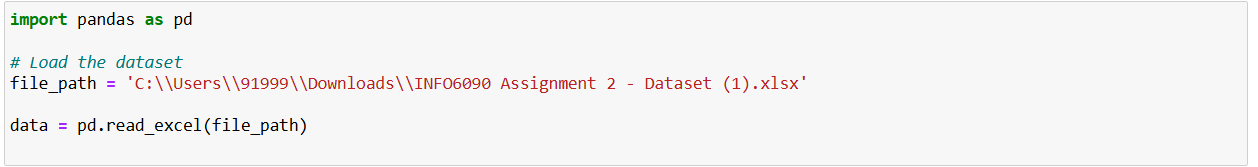 import pandas as pd
# Load the dataset
file_path = 'C:\\Users\\91999\\Downloads\\INFO6090 Assignment 2 - Dataset (1).xlsx'
data = pd.read_excel(file_path)